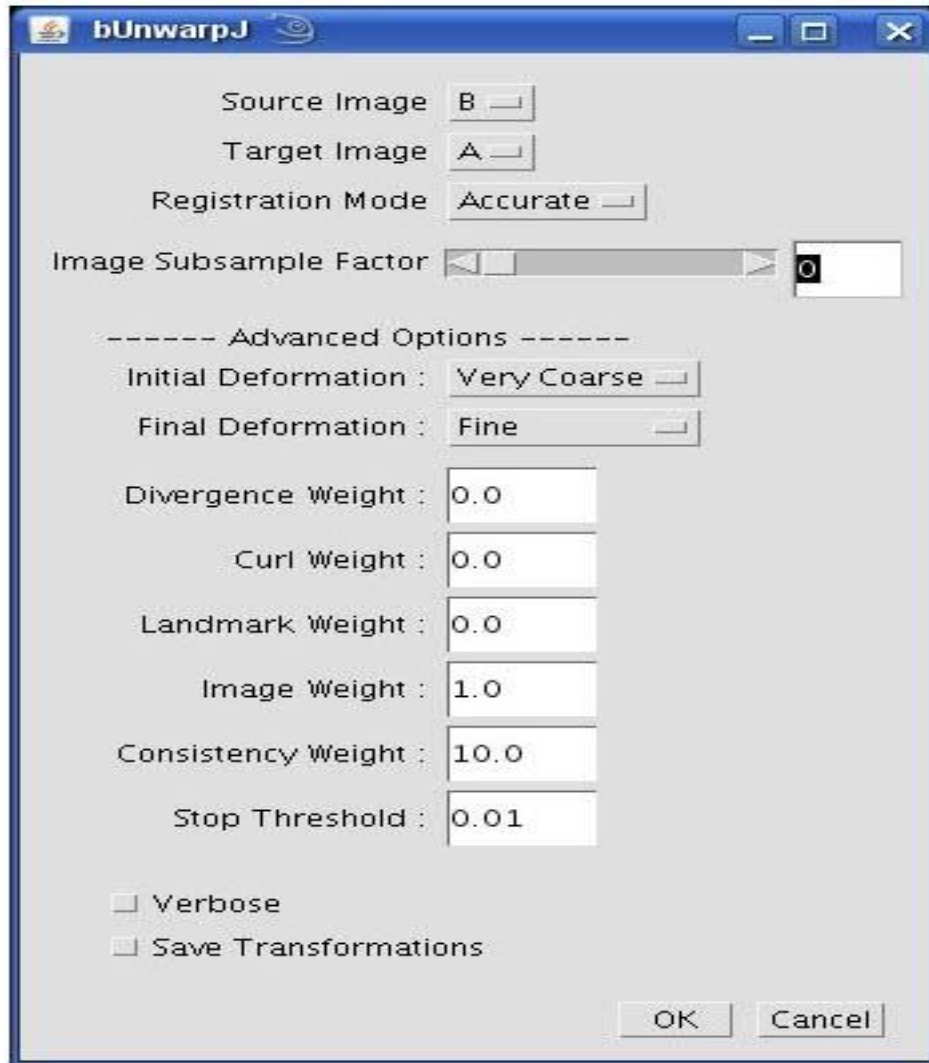 bUnwarpJ
Source Image B
Target Image A
Registration Mode Accurate
Image Subsample Factor 0
------ Advanced Options ------
Initial Deformation : Very Coarse
Final Deformation : Fine
Divergence Weight : 0.0
Curl Weight : 0.0
Landmark Weight : 0.0
Image Weight : 1.0
Consistency Weight : 10.0
Stop Threshold : 0.01
Verbose
Save Transformations
OK Cancel